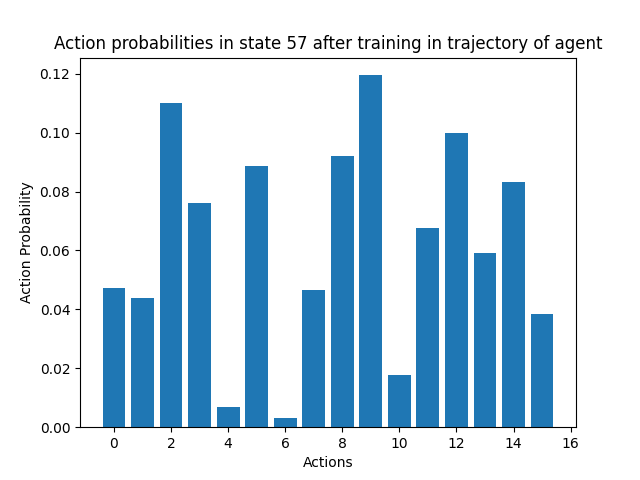 Action probabilities in state 57 after training in trajectory of agent
0.12
0.10
0.08
0.06
0.04
0.02
0.00
Action Probability
0 2 4 6 8 10 12 14 16
Actions